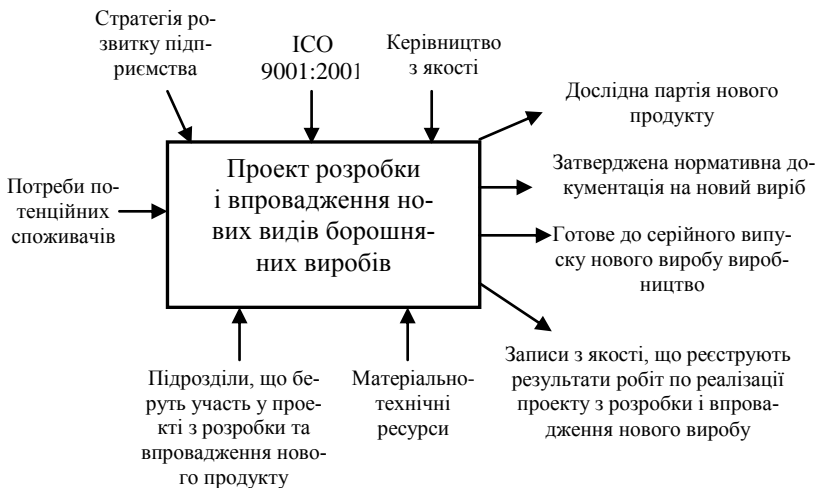 Стратегія ро-
звитку підп-
риємства
ІСО
9001:2001
Керівництво
з якості
Потреби по-
тенційних
споживачів
Проект розробки
і впровадження но-
вих видів борошня-
них виробів
Дослідна партія нового
продукту
Затверджена нормативна до-
кументація на новий виріб
Готове до серійного випу-
ску нового виробу вироб-
ництво
Записи з якості, що реєструють
результати робіт по реалізації
проекту з розробки і впрова-
дження нового виробу
Підрозділи, що бе-
руть участь у прое-
кті з розробки та
впровадження ново-
го продукту
Матеріально-
технічні
ресурси